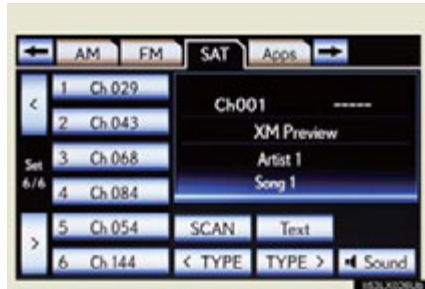 AM FM SAT Apps
1 Ch 029
2 Ch 043
3 Ch 068
4 Ch 084
5 Ch 054
6 Ch 144
Set
6/6
Ch001 -----
XM Preview
Artist 1
Song 1
SCAN Text
< TYPE TYPE > Sound